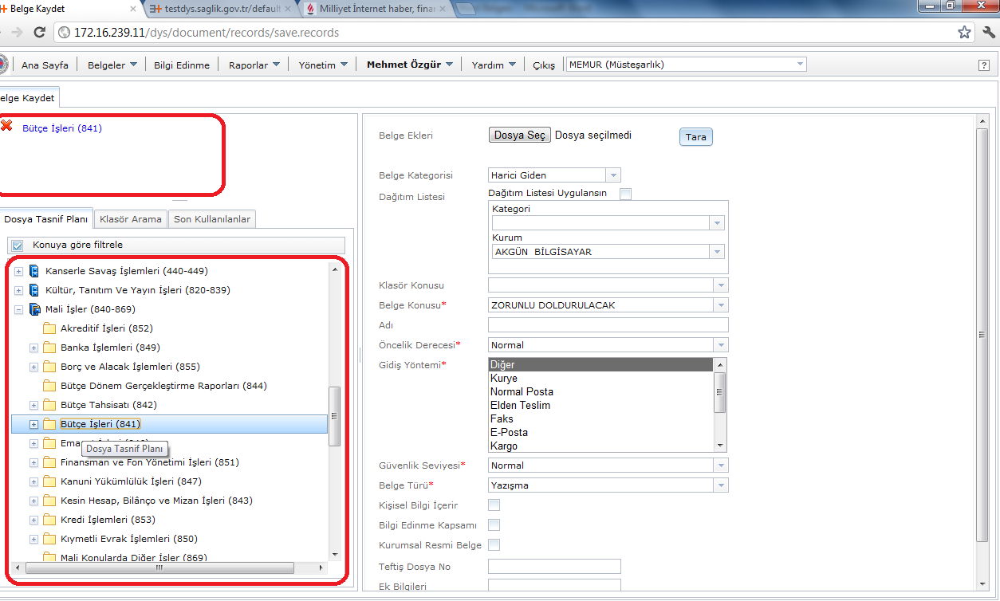 Belge Kaydet
testdys.saglik.gov.tr/default
Milliyet İnternet haber, finan
172.16.239.11/dys/document/records/save.records
Ana Sayfa
Belgeler
Bilgi Edinme
Raporlar
Yönetim
Mehmet Özgür
Yardım
Çıkış
MEMUR (Müsteşarlık)
?
elge Kaydet
Bütçe İşleri (841)
Dosya Tasnif Planı
Klasör Arama
Son Kullanılanlar
Konuya göre filtrele
Kanserle Savaş İşlemleri (440-449)
Kültür, Tanıtım Ve Yayın İşleri (820-839)
Mali İşler (840-869)
Akreditif İşleri (852)
Banka İşlemleri (849)
Borç ve Alacak İşlemleri (855)
Bütçe Dönem Gerçekleştirme Raporları (844)
Bütçe Tahsisatı (842)
Bütçe İşleri (841)
Dosya Tasnif Planı
Finansman ve Fon Yönetimi İşleri (851)
Kanuni Yükümlülük İşleri (847)
Kesin Hesap, Bilânço ve Mizan İşleri (843)
Kredi İşlemleri (853)
Kıymetli Evrak İşlemleri (850)
Mali Konularda Diğer İşler (869)
Belge Ekleri
Dosya Seç
Dosya seçilmedi
Tara
Belge Kategorisi
Harici Giden
Dağıtım Listesi
Dağıtım Listesi Uygulansın
Kategori
Kurum
AKGÜN BİLGİSAYAR
Klasör Konusu
Belge Konusu*
ZORUNLU DOLDURULACAK
Adı
Öncelik Derecesi*
Normal
Gidiş Yöntemi*
Diğer
Kurye
Normal Posta
Elden Teslim
Faks
E-Posta
Kargo
Güvenlik Seviyesi*
Normal
Belge Türü*
Yazışma
Kişisel Bilgi İçerir
Bilgi Edinme Kapsamı
Kurumsal Resmi Belge
Teftiş Dosya No
Ek Bilgileri